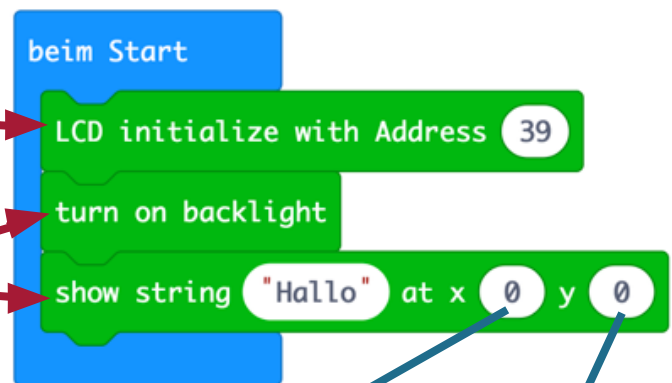 beim Start
LCD initialize with Address 39
turn on backlight
show string "Hallo" at x 0 y 0